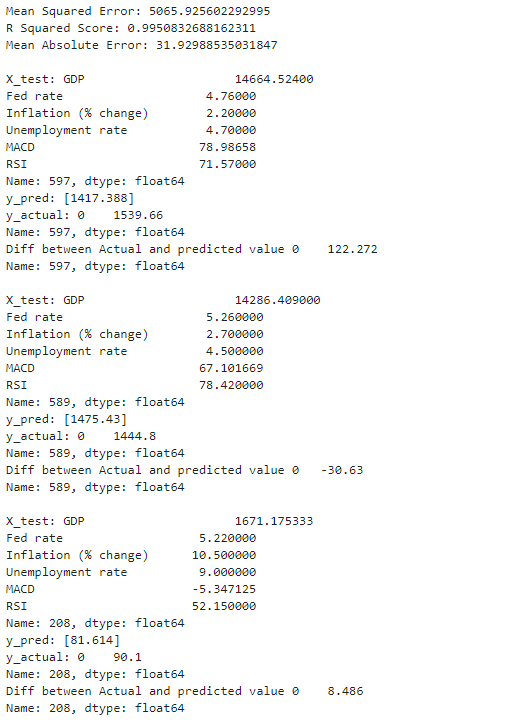 Mean Squared Error: 5065.925602292995
R Squared Score: 0.9950832688162311
Mean Absolute Error: 31.92988535031847
X_test: GDP 14664.52400
Fed rate 4.76000
Inflation (% change) 2.20000
Unemployment rate 4.70000
MACD 78.98658
RSI 71.57000
Name: 597, dtype: float64
y_pred: [1417.388]
y_actual: 0 1539.66
Name: 597, dtype: float64
Diff between Actual and predicted value 0 122.272
Name: 597, dtype: float64
X_test: GDP 14286.409000
Fed rate 5.260000
Inflation (% change) 2.700000
Unemployment rate 4.500000
MACD 67.101669
RSI 78.420000
Name: 589, dtype: float64
y_pred: [1475.43]
y_actual: 0 1444.8
Name: 589, dtype: float64
Diff between Actual and predicted value 0 -30.63
Name: 589, dtype: float64
X_test: GDP 1671.175333
Fed rate 5.220000
Inflation (% change) 10.500000
Unemployment rate 9.000000
MACD -5.347125
RSI 52.150000
Name: 208, dtype: float64
y_pred: [81.614]
y_actual: 0 90.1
Name: 208, dtype: float64
Diff between Actual and predicted value 0 8.486
Name: 208, dtype: float64